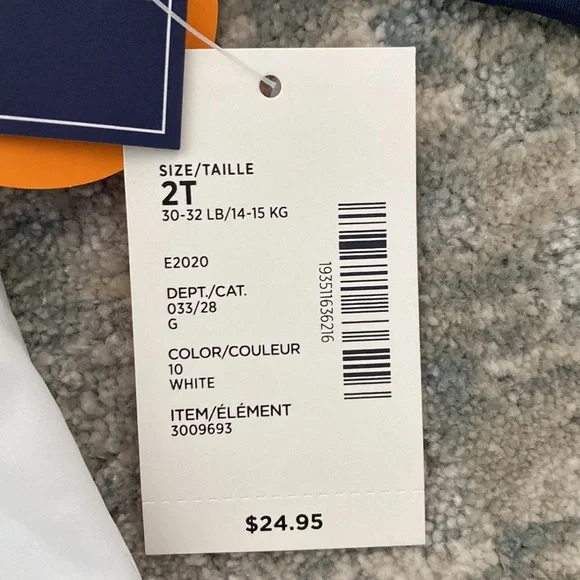 SIZE/TAILLE
2T
30-32 LB/14-15 KG
E2020
DEPT./CAT.
033/28
G
COLOR/COULEUR
10
WHITE
ITEM/ÉLÉMENT
3009693
193511636216
$24.95